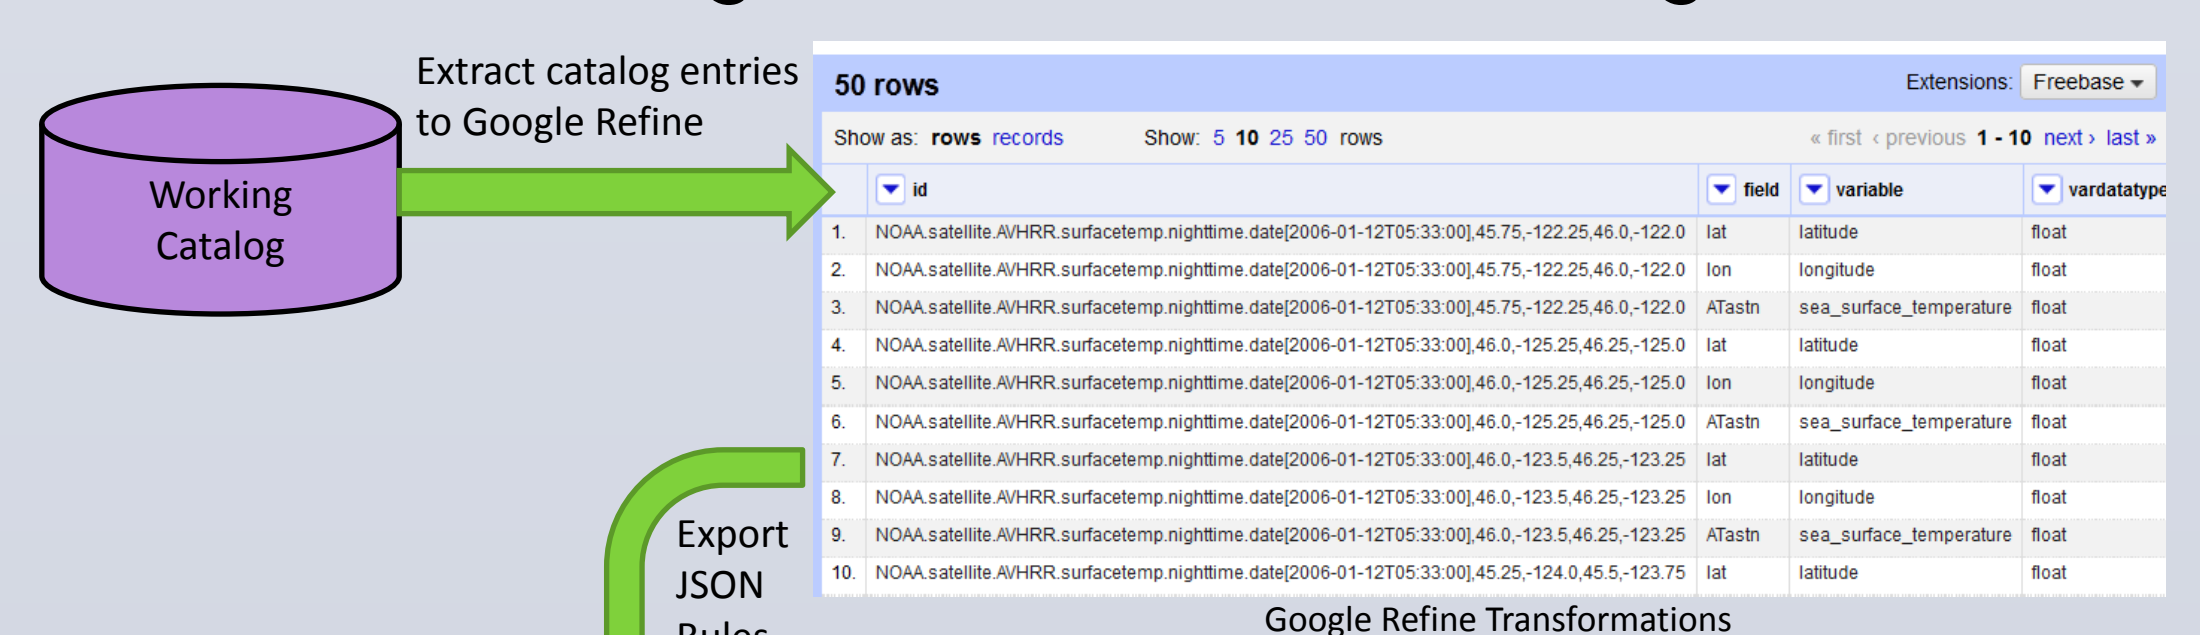 Extract catalog entries
to Google Refine
Working
Catalog
50 rows Extensions: Freebase
Show as: rows records Show: 5 10 25 50 rows « first ‹ previous 1 - 10 next › last »
id field variable vardatatype
1. NOAA.satellite.AVHRR.surfacetemp.nighttime.date[2006-01-12T05:33:00],45.75,-122.25,46.0,-122.0 lat latitude float
2. NOAA.satellite.AVHRR.surfacetemp.nighttime.date[2006-01-12T05:33:00],45.75,-122.25,46.0,-122.0 lon longitude float
3. NOAA.satellite.AVHRR.surfacetemp.nighttime.date[2006-01-12T05:33:00],45.75,-122.25,46.0,-122.0 ATastn sea_surface_temperature float
4. NOAA.satellite.AVHRR.surfacetemp.nighttime.date[2006-01-12T05:33:00],46.0,-125.25,46.25,-125.0 lat latitude float
5. NOAA.satellite.AVHRR.surfacetemp.nighttime.date[2006-01-12T05:33:00],46.0,-125.25,46.25,-125.0 lon longitude float
6. NOAA.satellite.AVHRR.surfacetemp.nighttime.date[2006-01-12T05:33:00],46.0,-125.25,46.25,-125.0 ATastn sea_surface_temperature float
7. NOAA.satellite.AVHRR.surfacetemp.nighttime.date[2006-01-12T05:33:00],46.0,-123.5,46.25,-123.25 lat latitude float
8. NOAA.satellite.AVHRR.surfacetemp.nighttime.date[2006-01-12T05:33:00],46.0,-123.5,46.25,-123.25 lon longitude float
9. NOAA.satellite.AVHRR.surfacetemp.nighttime.date[2006-01-12T05:33:00],46.0,-123.5,46.25,-123.25 ATastn sea_surface_temperature float
10. NOAA.satellite.AVHRR.surfacetemp.nighttime.date[2006-01-12T05:33:00],45.25,-124.0,45.5,-123.75 lat latitude float
Export
JSON
Rules
Google Refine Transformations